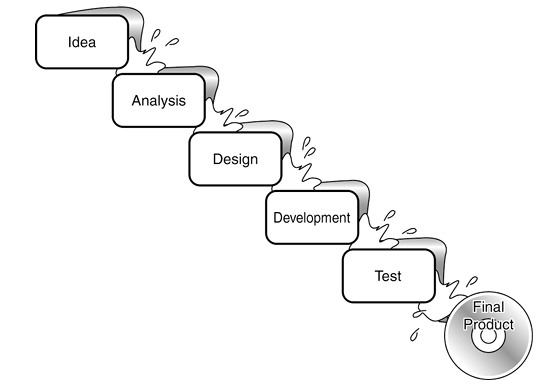 Idea
Analysis
Design
Development
Test
Final
Product